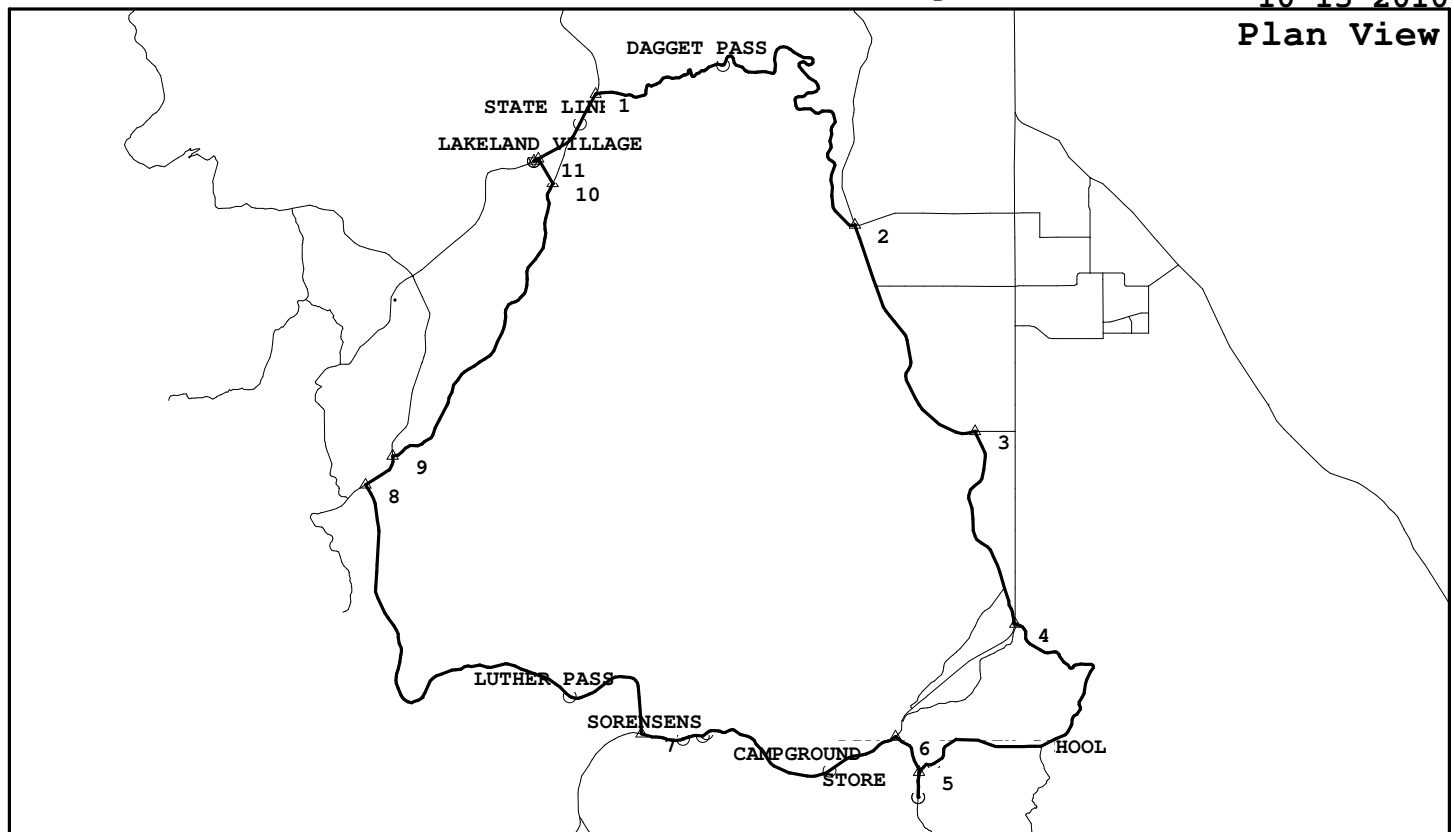 10 13 2010
Plan View
DAGGET PASS
STATE LINE
1
LAKELAND VILLAGE
11
10
2
3
9
8
4
LUTHER PASS
SORENSENS
7
6
CAMPGROUND
HOOL
STORE
5